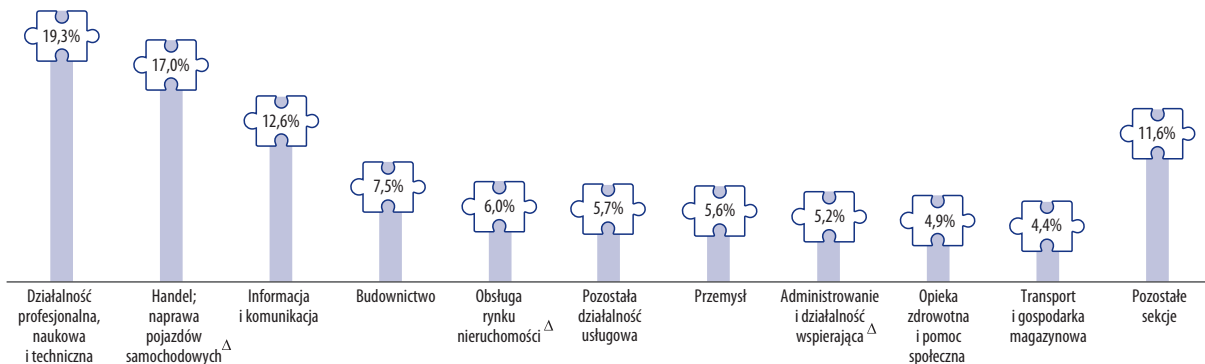 19,3%
17,0%
12,6%
7,5%
6,0%
5,7%
5,6%
5,2%
4,9%
4,4%
11,6%
Działalność
profesjonalna,
naukowa
i techniczna
Handel;
naprawa
pojazdów
samochodowych Δ
Informacja
i komunikacja
Budownictwo
Obsługa
rynku
nieruchomości Δ
Pozostała
działalność
usługowa
Przemysł
Administrowanie
i działalność
wspierająca Δ
Opieka
zdrowotna
i pomoc
społeczna
Transport
i gospodarka
magazynowa
Pozostałe
sekcje